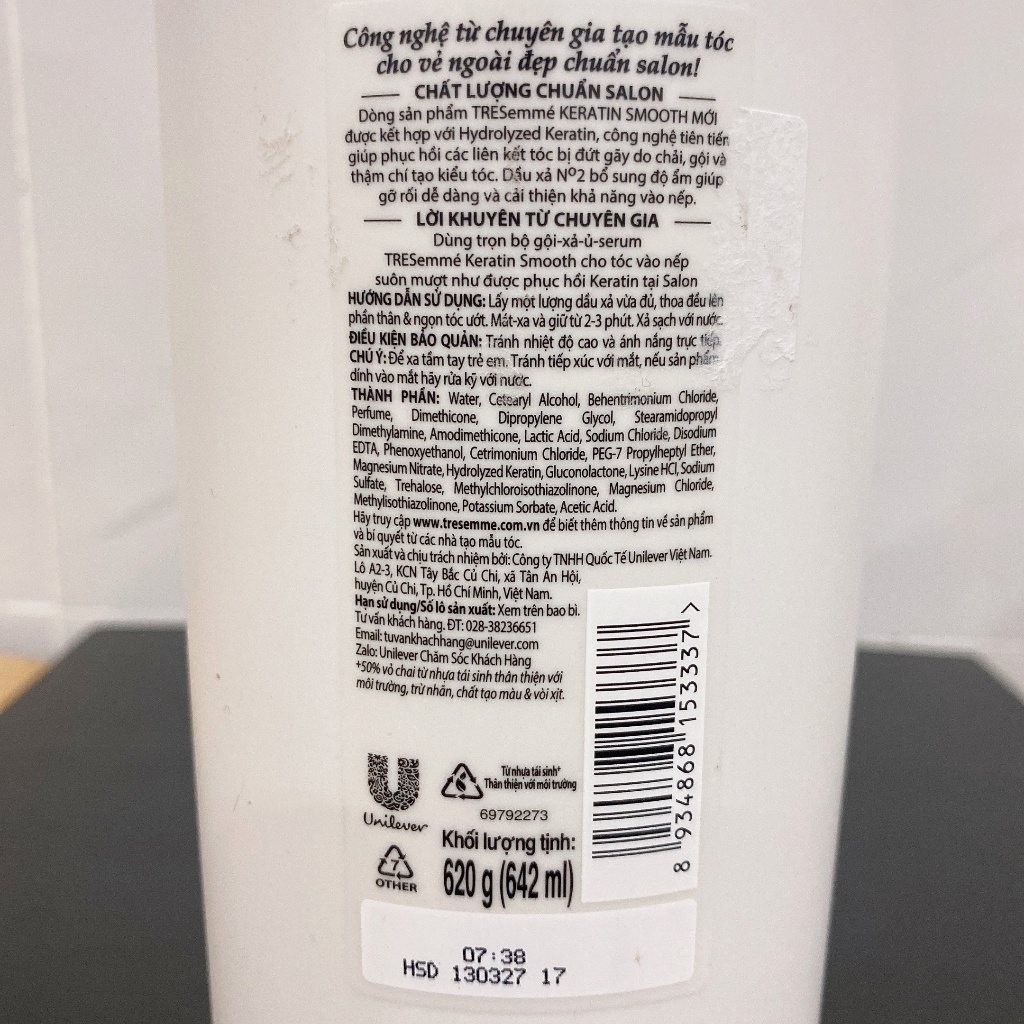 Công nghệ từ chuyên gia tạo mẫu tóc
cho vẻ ngoài đẹp chuẩn salon!
CHẤT LƯỢNG CHUẨN SALON
Dòng sản phẩm TRESemmé KERATIN SMOOTH MỚI
được kết hợp với Hydrolyzed Keratin, công nghệ tiên tiến
giúp phục hồi các liên kết tóc bị đứt gãy do chải, gội và
thậm chí tạo kiểu tóc. Dầu xả Nº2 bổ sung độ ẩm giúp
gỡ rối dễ dàng và cải thiện khả năng vào nếp.
LỜI KHUYÊN TỪ CHUYÊN GIA
Dùng trọn bộ gội-xả-ủ-serum
TRESemmé Keratin Smooth cho tóc vào nếp
suôn mượt như được phục hồi Keratin tại Salon
HƯỚNG DẪN SỬ DỤNG: Lấy một lượng dầu xả vừa đủ, thoa đều lên
phần thân & ngọn tóc ướt. Mát-xa và giữ từ 2-3 phút. Xả sạch với nước.
ĐIỀU KIỆN BẢO QUẢN: Tránh nhiệt độ cao và ánh nắng trực tiếp.
CHÚ Ý: Để xa tầm tay trẻ em. Tránh tiếp xúc với mắt, nếu sản phẩm
dính vào mắt hãy rửa kỹ với nước.
THÀNH PHẦN: Water, Cetearyl Alcohol, Behentrimonium Chloride,
Perfume, Dimethicone, Dipropylene Glycol, Stearamidopropyl
Dimethylamine, Amodimethicone, Lactic Acid, Sodium Chloride, Disodium
EDTA, Phenoxyethanol, Cetrimonium Chloride, PEG-7 Propylheptyl Ether,
Magnesium Nitrate, Hydrolyzed Keratin, Gluconolactone, Lysine HCl, Sodium
Sulfate, Trehalose, Methylchloroisothiazolinone, Magnesium Chloride,
Methylisothiazolinone, Potassium Sorbate, Acetic Acid.
Hãy truy cập www.tresemme.com.vn để biết thêm thông tin về sản phẩm
và bí quyết từ các nhà tạo mẫu tóc.
Sản xuất và chịu trách nhiệm bởi: Công ty TNHH Quốc Tế Unilever Việt Nam.
Lô A2-3, KCN Tây Bắc Củ Chi, xã Tân An Hội,
huyện Củ Chi, Tp. Hồ Chí Minh, Việt Nam.
Hạn sử dụng/Số lô sản xuất: Xem trên bao bì.
Tư vấn khách hàng. ĐT: 028-38236651
Email: tuvankhachhang@unilever.com
Zalo: Unilever Chăm Sóc Khách Hàng
+50% vỏ chai từ nhựa tái sinh thân thiện với
môi trường, trừ nhãn, chất tạo màu & vòi xịt.
8 934868 153337 >
Unilever
Từ nhựa tái sinh+
Thân thiện với môi trường
69792273
7
OTHER
Khối lượng tịnh:
620 g (642 ml)
07:38
HSD 130327 17